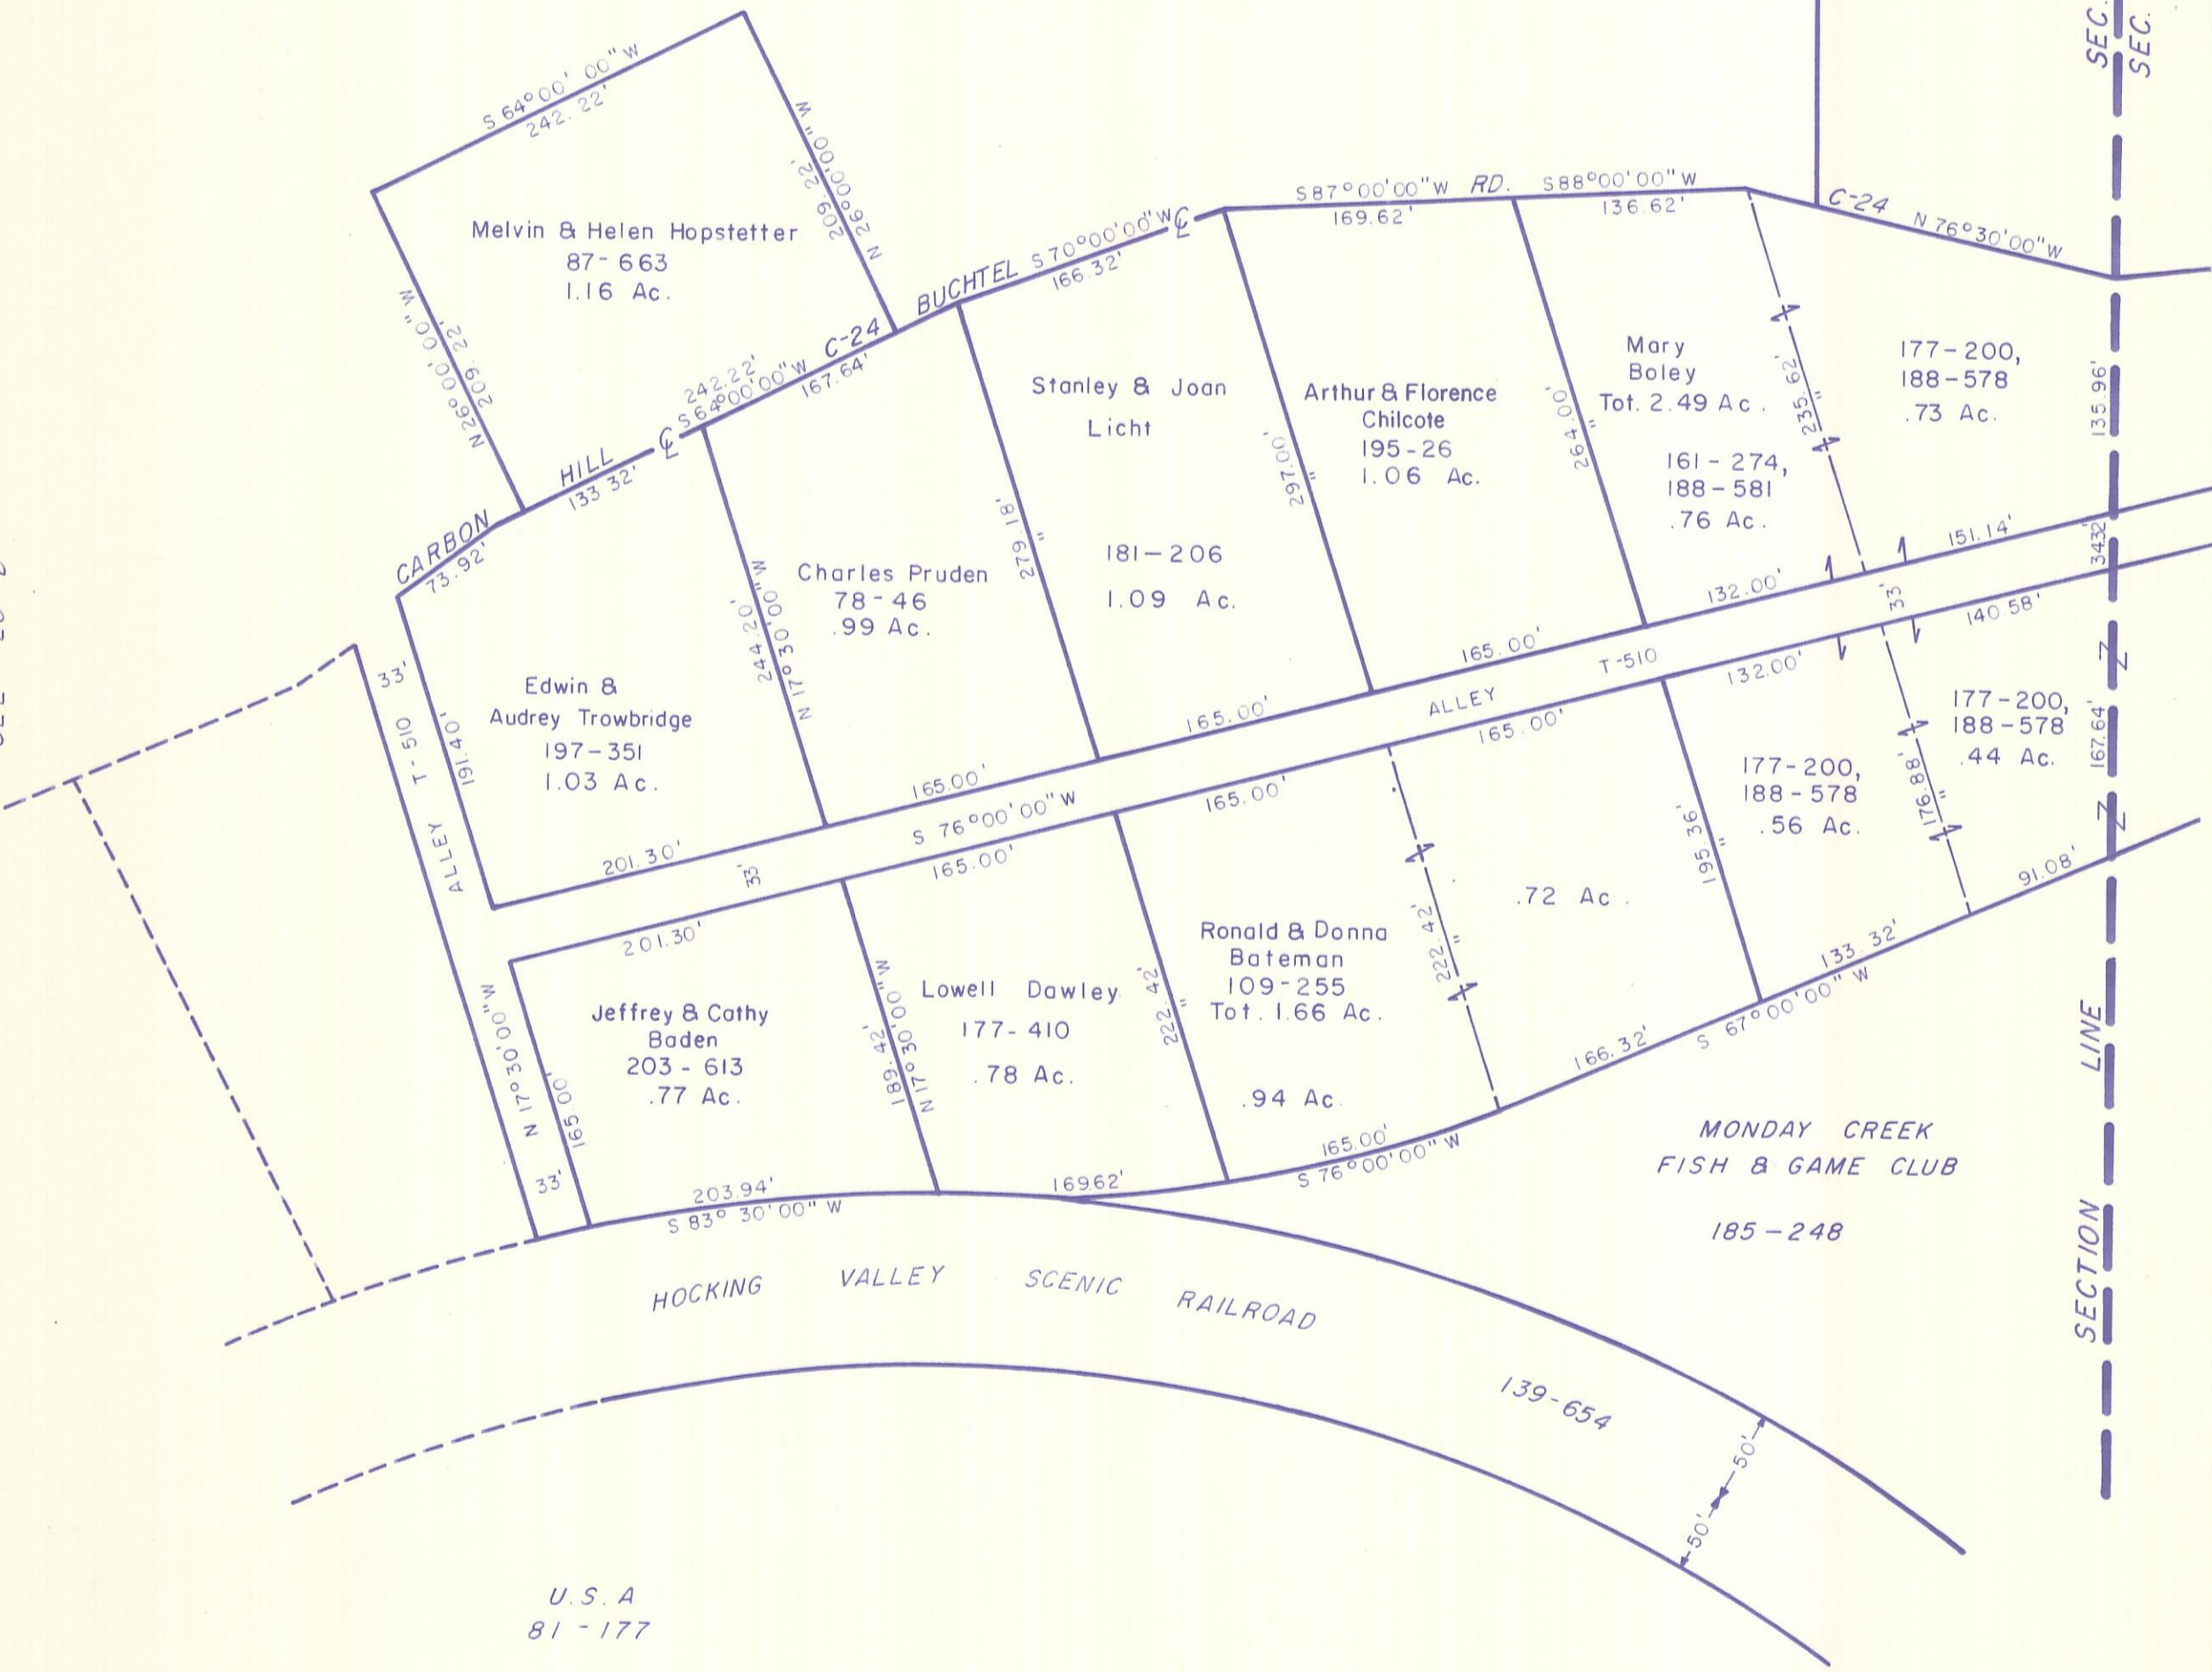 SEC.
SEC.
S 64°00' 00" W
242. 22'
N 26°00'00" W
209. 22'
Melvin & Helen Hopstetter
87-663
1.16 Ac.
N26°00' 00" W
209. 22'
CARBON HILL C-24 BUCHTEL RD. C-24
73.92'
133 32'
242.22'
S 64°00'00"W
167.64'
S 70°00'00"W
166.32'
S87°00'00"W
169.62'
S88°00'00"W
136.62'
N 76°30'00"W
Edwin &
Audrey Trowbridge
197-351
1.03 Ac.
191.40'
201.30'
244.20'
N 17°30'00"W
Charles Pruden
78-46
.99 Ac.
165.00'
279.18'
"
Stanley & Joan
Licht
181-206
1.09 Ac.
165.00'
297.00'
"
Arthur & Florence
Chilcote
195-26
1.06 Ac.
165.00'
264.00'
"
Mary
Boley
Tot. 2.49 Ac.
161-274,
188-581
.76 Ac.
132.00'
235.62'
"
177-200,
188-578
.73 Ac.
151.14'
135.96'
3432'
33'
ALLEY T-510
33'
N 17°30'00"W
33'
S 76°00'00" W
33'
ALLEY
T-510
201.30'
Jeffrey & Cathy
Baden
203-613
.77 Ac.
165.00'
203.94'
S 83° 30'00" W
165.00'
189.42'
N 17°30'00"W
Lowell Dawley
177-410
.78 Ac.
169.62'
165.00'
222.42'
"
Ronald & Donna
Bateman
109-255
Tot. 1.66 Ac.
.94 Ac.
165.00'
S 76°00'00" W
222.42'
"
165.00'
.72 Ac.
166.32'
S 67°00'00" W
195.36'
"
132.00'
177-200,
188-578
.56 Ac.
133.32'
176.88'
"
140.58'
177-200,
188-578
.44 Ac.
91.08'
167.64'
MONDAY CREEK
FISH & GAME CLUB
185-248
SECTION LINE
HOCKING VALLEY SCENIC RAILROAD
139-654
50'
50'
U.S.A
81-177